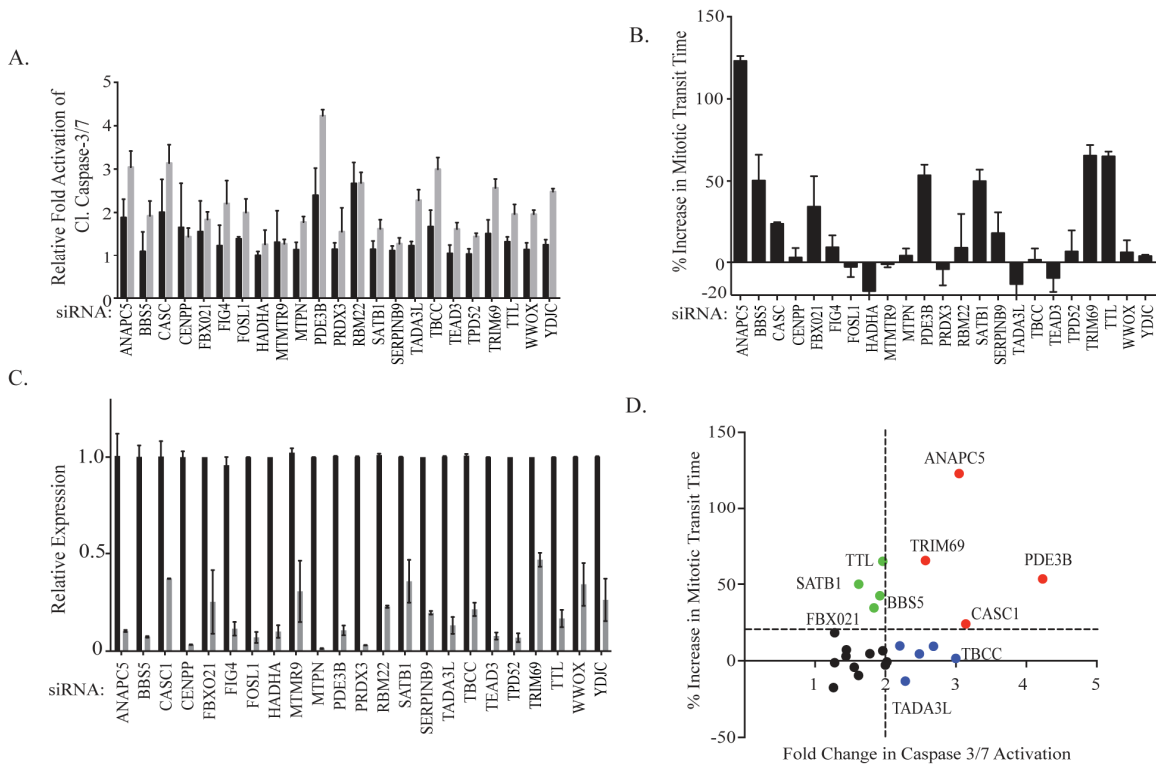 A.
Relative Fold Activation of
Cl. Caspase-3/7
5
4
3
2
1
0
siRNA:
ANAPC5
BBS5
CASC
CENPP
FBX021
FIG4
FOSL1
HADHA
MTMTR9
MTPN
PDE3B
PRDX3
RBM22
SATB1
SERPINB9
TADA3L
TBCC
TEAD3
TPD52
TRIM69
TTL
WWOX
YDJC
B.
% Increase in Mitotic Transit Time
150
100
50
0
-20
siRNA:
ANAPC5
BBS5
CASC
CENPP
FBX021
FIG4
FOSL1
HADHA
MTMTR9
MTPN
PDE3B
PRDX3
RBM22
SATB1
SERPINB9
TADA3L
TBCC
TEAD3
TPD52
TRIM69
TTL
WWOX
YDJC
C.
Relative Expression
1.0
0.5
0
siRNA:
ANAPC5
BBS5
CASC1
CENPP
FBXO21
FIG4
FOSL1
HADHA
MTMR9
MTPN
PDE3B
PRDX3
RBM22
SATB1
SERPINB9
TADA3L
TBCC
TEAD3
TPD52
TRIM69
TTL
WWOX
YDJC
D.
% Increase in Mitotic Transit Time
150
100
50
0
-50
ANAPC5
TRIM69
TTL
PDE3B
SATB1
BBS5
CASC1
FBX021
TBCC
TADA3L
1 2 3 4 5
Fold Change in Caspase 3/7 Activation